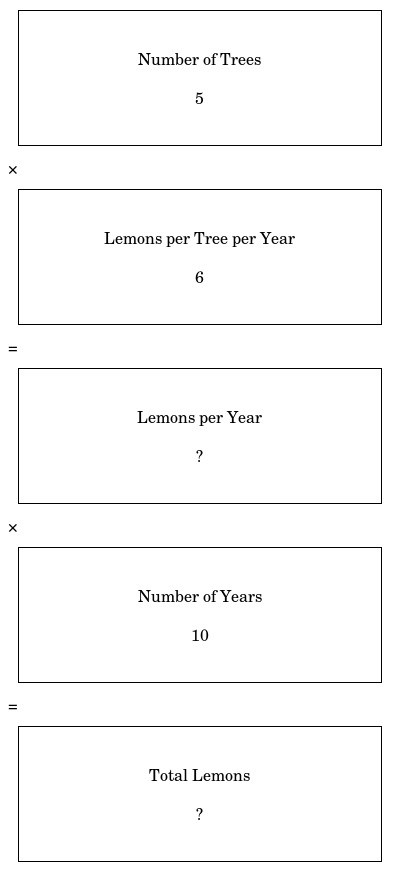 Number of Trees
5
×
Lemons per Tree per Year
6
=
Lemons per Year
?
×
Number of Years
10
=
Total Lemons
?